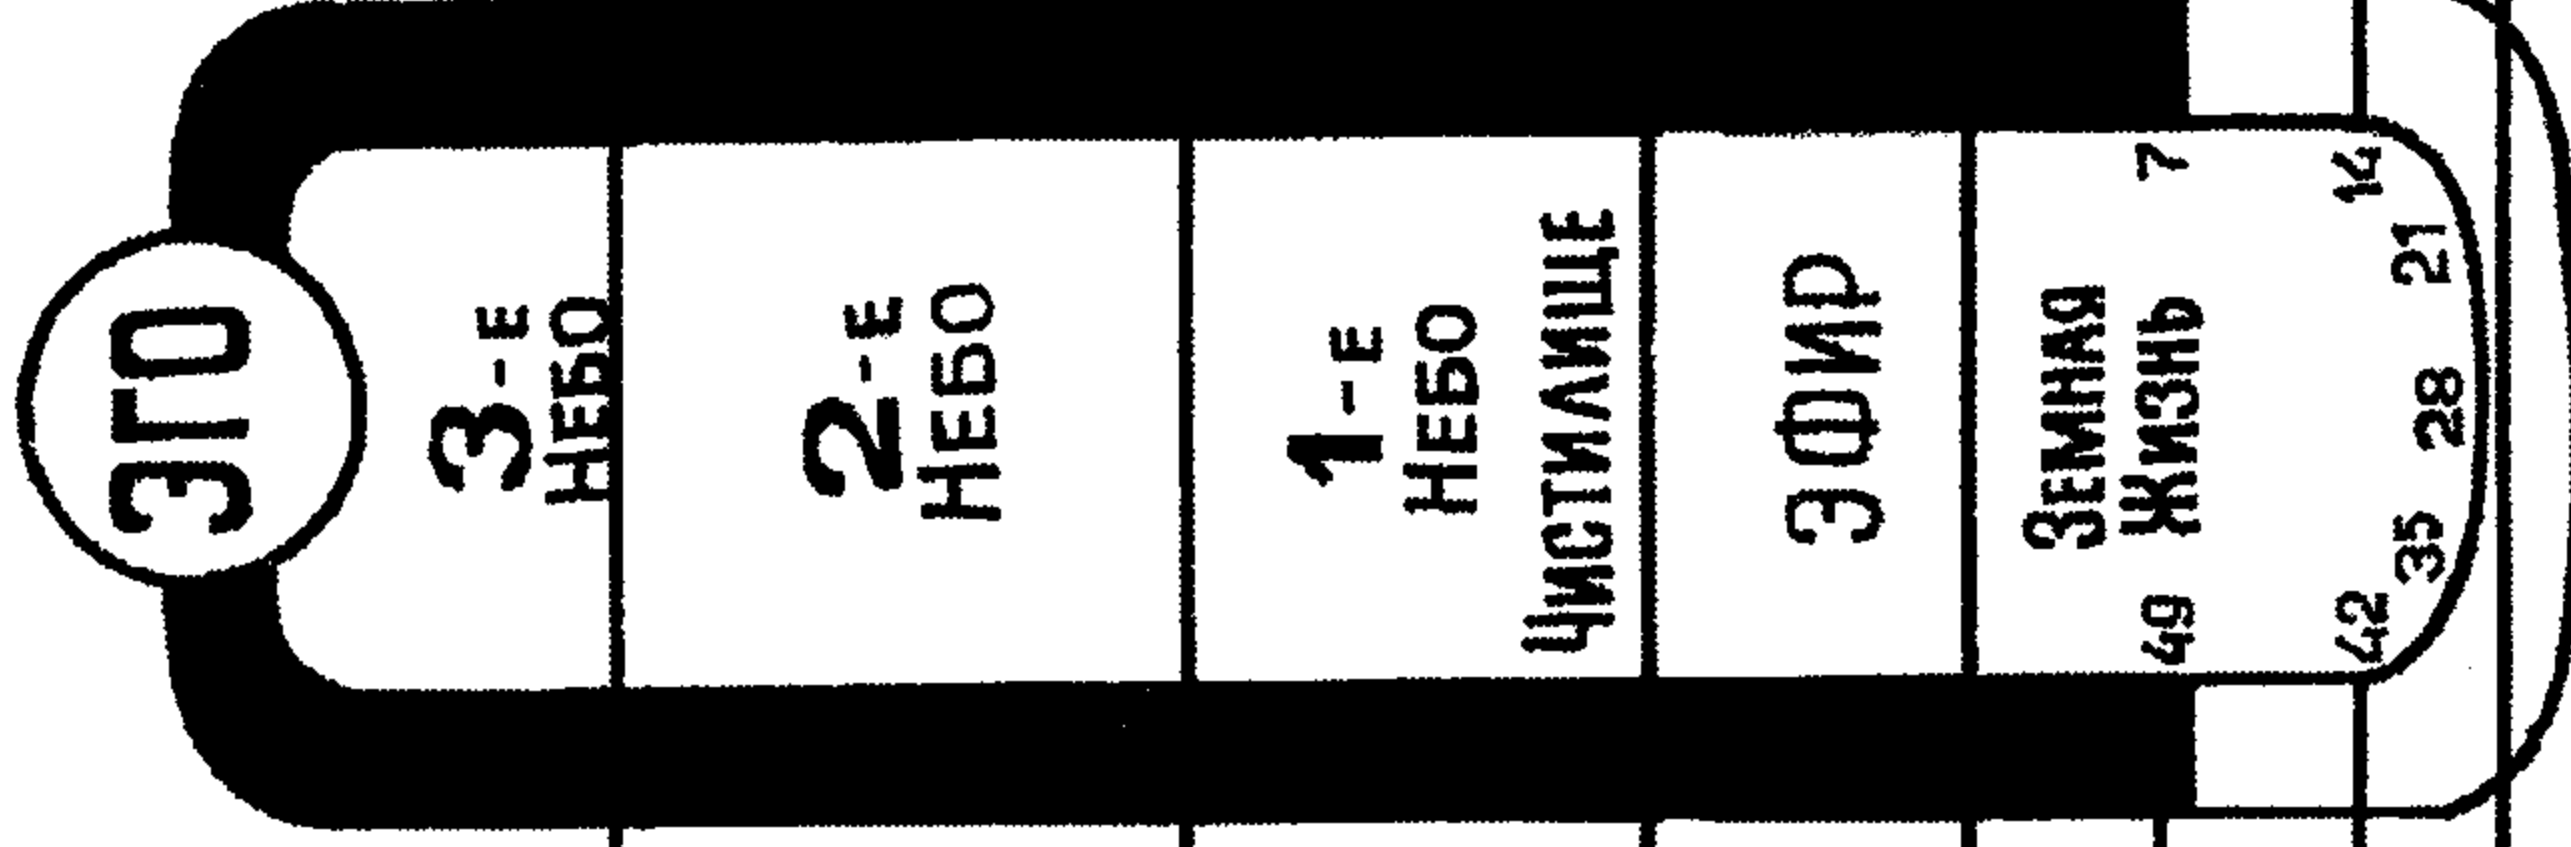 ЭГО
3-Е
НЕБО
2-Е
НЕБО
1-Е
НЕБО
ЧИСТИЛИЩЕ
ЭФИР
ЗЕМНАЯ
49 ЖИЗНЬ 7
42 14
35 21
28